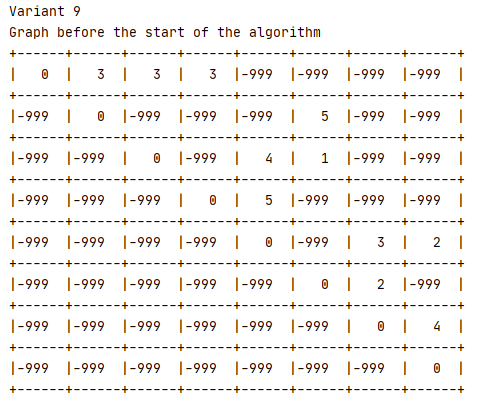 Variant 9
Graph before the start of the algorithm
+------+------+------+------+------+------+------+------+
|   0  |   3  |   3  |   3  |-999  |-999  |-999  |-999  |
+------+------+------+------+------+------+------+------+
|-999  |   0  |-999  |-999  |-999  |   5  |-999  |-999  |
+------+------+------+------+------+------+------+------+
|-999  |-999  |   0  |-999  |   4  |   1  |-999  |-999  |
+------+------+------+------+------+------+------+------+
|-999  |-999  |-999  |   0  |   5  |-999  |-999  |-999  |
+------+------+------+------+------+------+------+------+
|-999  |-999  |-999  |-999  |   0  |-999  |   3  |   2  |
+------+------+------+------+------+------+------+------+
|-999  |-999  |-999  |-999  |-999  |   0  |   2  |-999  |
+------+------+------+------+------+------+------+------+
|-999  |-999  |-999  |-999  |-999  |-999  |   0  |   4  |
+------+------+------+------+------+------+------+------+
|-999  |-999  |-999  |-999  |-999  |-999  |-999  |   0  |
+------+------+------+------+------+------+------+------+